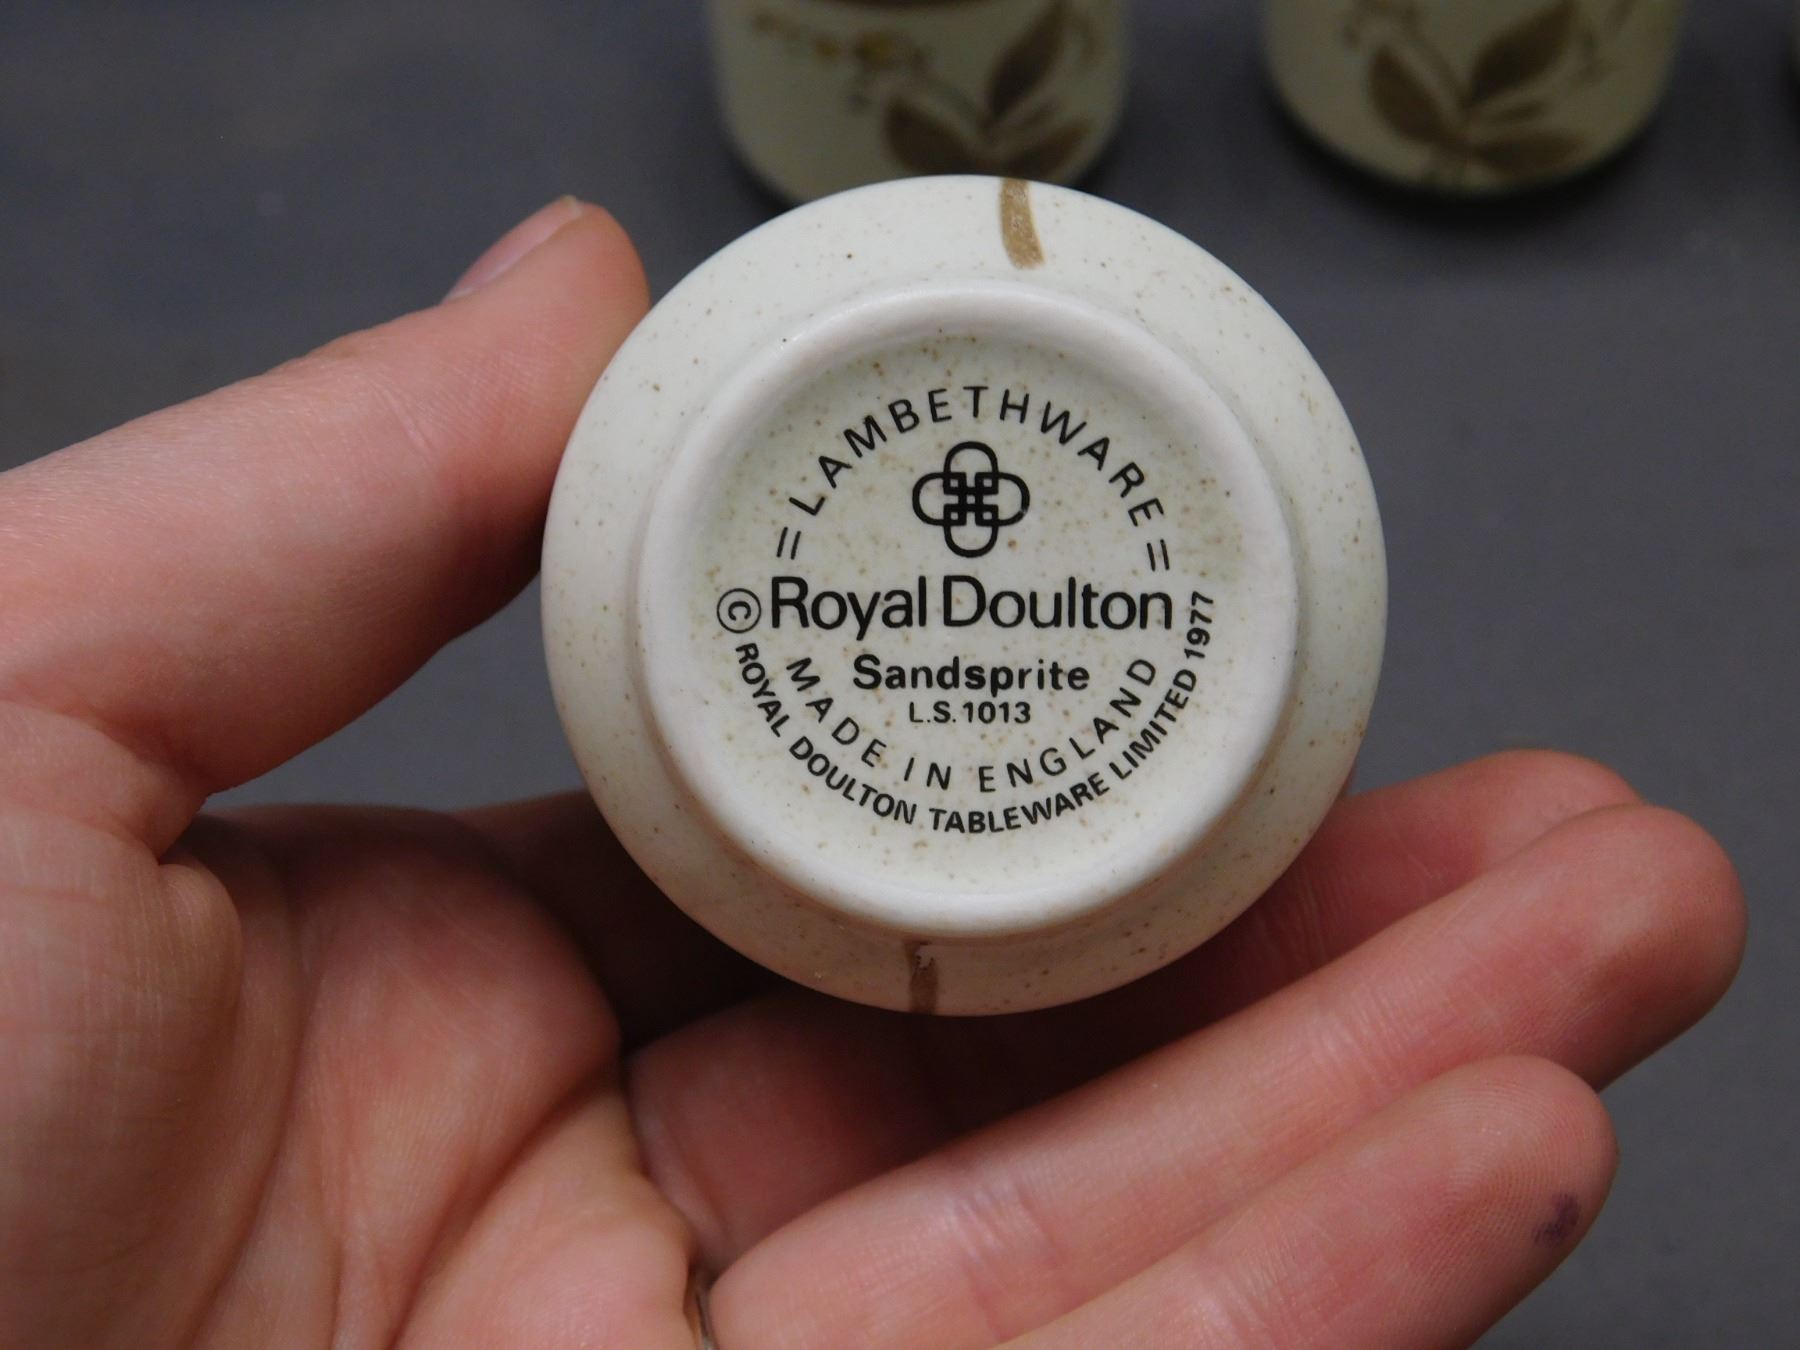 =LAMBETHWARE=
Royal Doulton
Sandsprite
L.S.1013
MADE IN ENGLAND
© ROYAL DOULTON TABLEWARE LIMITED 1977